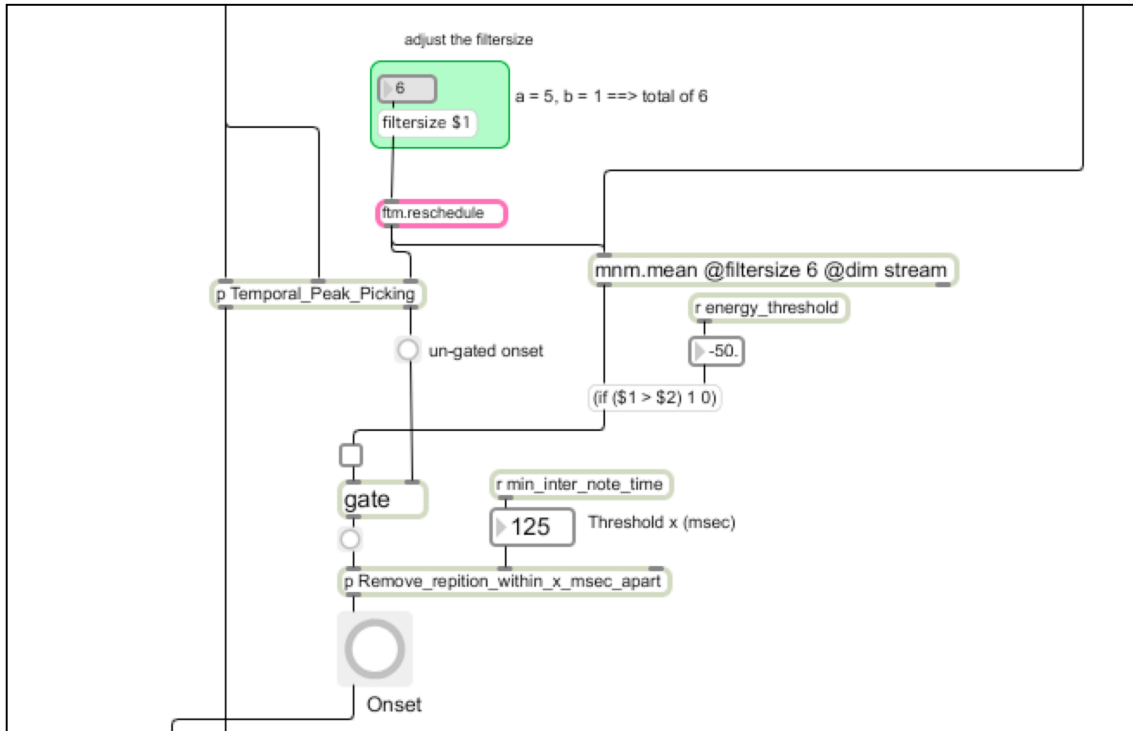 adjust the filtersize
6
a = 5, b = 1 ==> total of 6
filtersize $1
ftm.reschedule
mnm.mean @filtersize 6 @dim stream
p Temporal_Peak_Picking
r energy_threshold
un-gated onset
-50.
(if ($1 > $2) 1 0)
r min_inter_note_time
gate
125
Threshold x (msec)
p Remove_repition_within_x_msec_apart
Onset